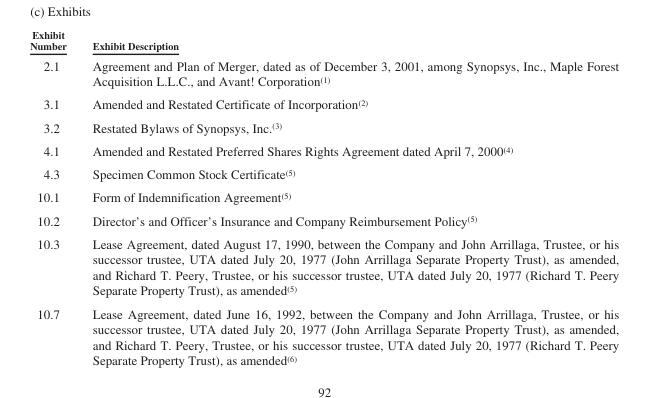 (c) Exhibits
Exhibit
Number Exhibit Description
2.1 Agreement and Plan of Merger, dated as of December 3, 2001, among Synopsys, Inc., Maple Forest
Acquisition L.L.C., and Avant! Corporation(1)
3.1 Amended and Restated Certificate of Incorporation(2)
3.2 Restated Bylaws of Synopsys, Inc.(3)
4.1 Amended and Restated Preferred Shares Rights Agreement dated April 7, 2000(4)
4.3 Specimen Common Stock Certificate(5)
10.1 Form of Indemnification Agreement(5)
10.2 Director's and Officer's Insurance and Company Reimbursement Policy(5)
10.3 Lease Agreement, dated August 17, 1990, between the Company and John Arrillaga, Trustee, or his
successor trustee, UTA dated July 20, 1977 (John Arrillaga Separate Property Trust), as amended,
and Richard T. Peery, Trustee, or his successor trustee, UTA dated July 20, 1977 (Richard T. Peery
Separate Property Trust), as amended(5)
10.7 Lease Agreement, dated June 16, 1992, between the Company and John Arrillaga, Trustee, or his
successor trustee, UTA dated July 20, 1977 (John Arrillaga Separate Property Trust), as amended,
and Richard T. Peery, Trustee, or his successor trustee, UTA dated July 20, 1977 (Richard T. Peery
Separate Property Trust), as amended(6)
92